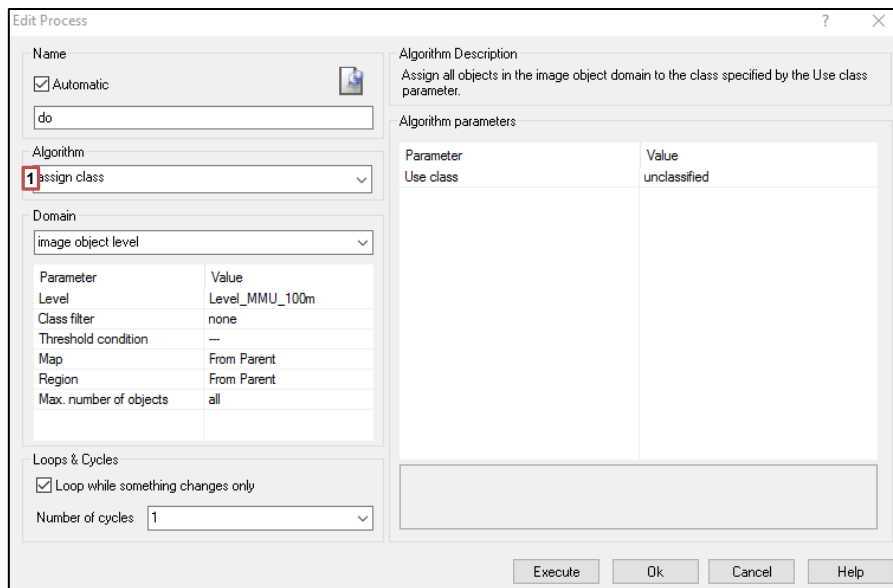 Edit Process
? ×
Name
Automatic
do
Algorithm
1 assign class
Domain
image object level
Parameter Value
Level Level_MMU_100m
Class filter none
Threshold condition ---
Map From Parent
Region From Parent
Max. number of objects all
Loops & Cycles
Loop while something changes only
Number of cycles 1
Algorithm Description
Assign all objects in the image object domain to the class specified by the Use class
parameter.
Algorithm parameters
Parameter Value
Use class unclassified
Execute Ok Cancel Help